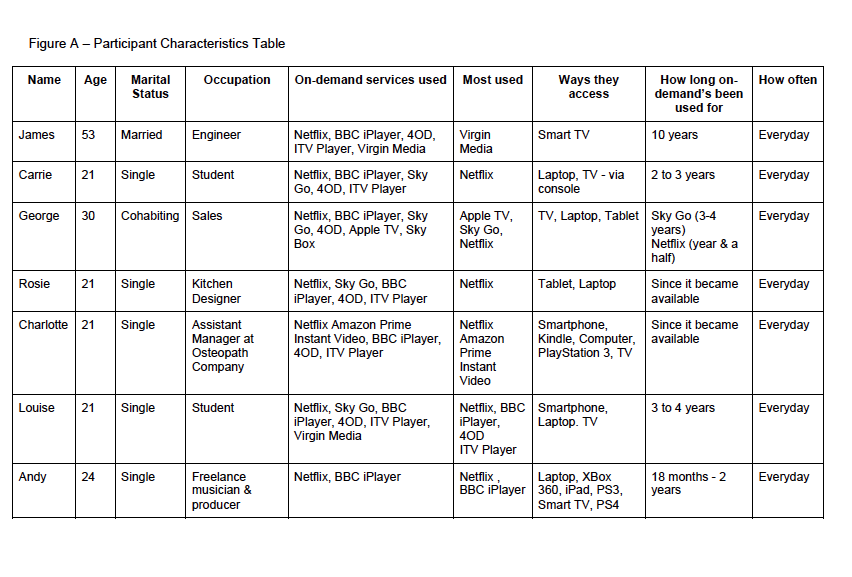 Figure A – Participant Characteristics Table
Name Age Marital Status Occupation On-demand services used Most used Ways they access How long on-demand's been used for How often
James 53 Married Engineer Netflix, BBC iPlayer, 4OD, ITV Player, Virgin Media Virgin Media Smart TV 10 years Everyday
Carrie 21 Single Student Netflix, BBC iPlayer, Sky Go, 4OD, ITV Player Netflix Laptop, TV - via console 2 to 3 years Everyday
George 30 Cohabiting Sales Netflix, BBC iPlayer, Sky Go, 4OD, Apple TV, Sky Box Apple TV, Sky Go, Netflix TV, Laptop, Tablet Sky Go (3-4 years) Netflix (year & a half) Everyday
Rosie 21 Single Kitchen Designer Netflix, Sky Go, BBC iPlayer, 4OD, ITV Player Netflix Tablet, Laptop Since it became available Everyday
Charlotte 21 Single Assistant Manager at Osteopath Company Netflix Amazon Prime Instant Video, BBC iPlayer, 4OD, ITV Player Netflix Amazon Prime Instant Video Smartphone, Kindle, Computer, PlayStation 3, TV Since it became available Everyday
Louise 21 Single Student Netflix, Sky Go, BBC iPlayer, 4OD, ITV Player, Virgin Media Netflix, BBC iPlayer, 4OD ITV Player Smartphone, Laptop. TV 3 to 4 years Everyday
Andy 24 Single Freelance musician & producer Netflix, BBC iPlayer Netflix , BBC iPlayer Laptop, XBox 360, iPad, PS3, Smart TV, PS4 18 months - 2 years Everyday